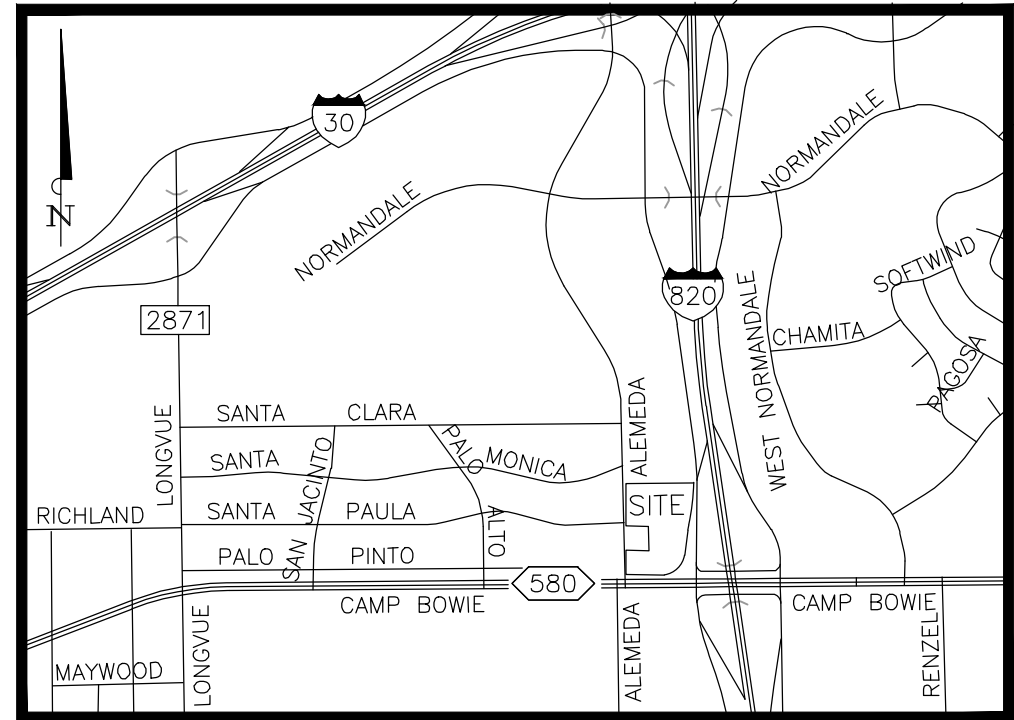 30
NORMANDALE
N
NORMANDALE
SOFTWIND
820
2871
WEST NORMANDALE
CHAMITA
PAGOSA
SANTA CLARA
LONGVUE
ALEMEDA
SANTA MONICA
PALO ALTO
SAN JACINTO
SITE
RICHLAND
SANTA PAULA
PALO PINTO
580
CAMP BOWIE
CAMP BOWIE
LONGVUE
ALEMEDA
RENZEL
MAYWOOD